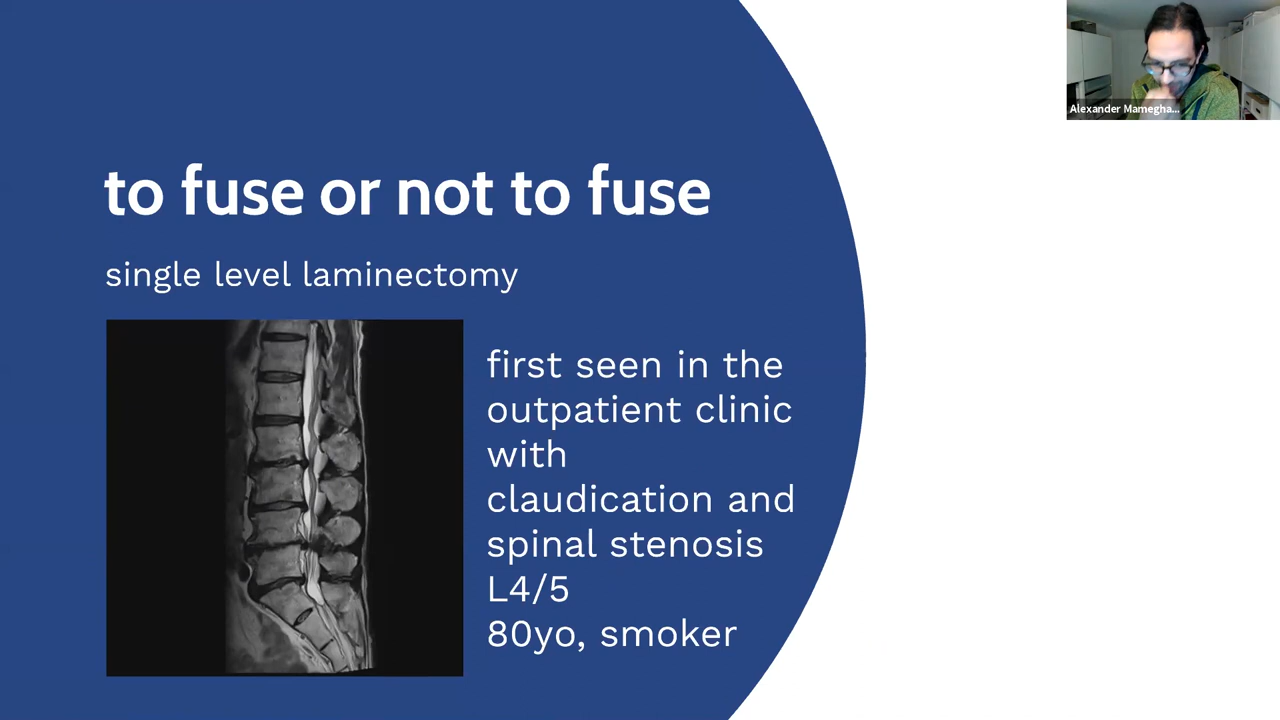 to fuse or not to fuse
single level laminectomy
first seen in the
outpatient clinic
with
claudication and
spinal stenosis
L4/5
80yo, smoker
Alexander Mamegha...